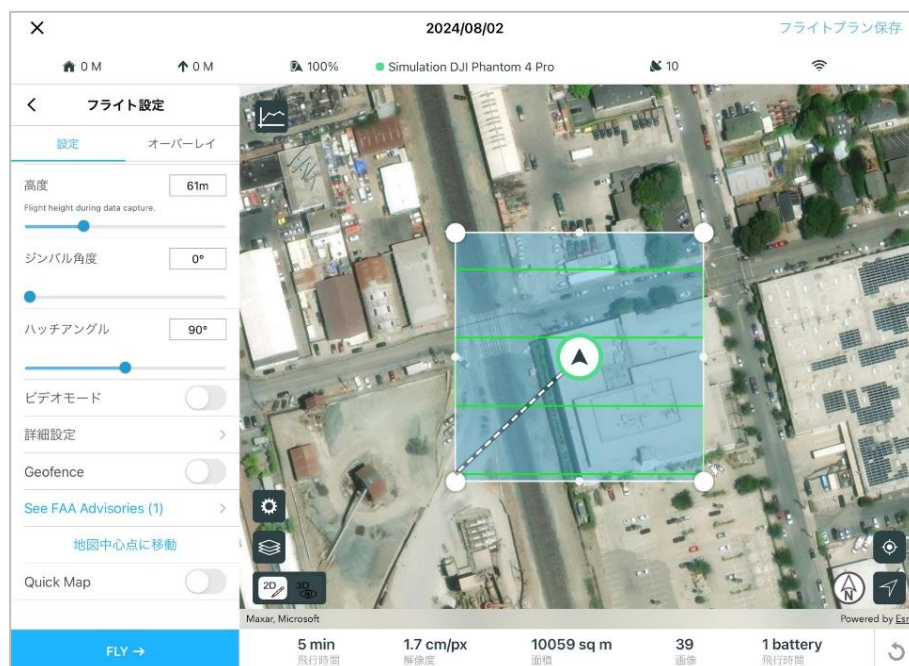 2024/08/02
フライトプラン保存
0 M
0 M
100%
Simulation DJI Phantom 4 Pro
10
フライト設定
設定
オーバーレイ
高度
61m
Flight height during data capture.
ジンバル角度
0°
ハッチアングル
90°
ビデオモード
詳細設定
Geofence
See FAA Advisories (1)
地図中心点に移動
Quick Map
FLY →
2D
3D
N
Maxar, Microsoft
Powered by Esri
5 min
飛行時間
1.7 cm/px
解像度
10059 sq m
面積
39
画像
1 battery
飛行時間